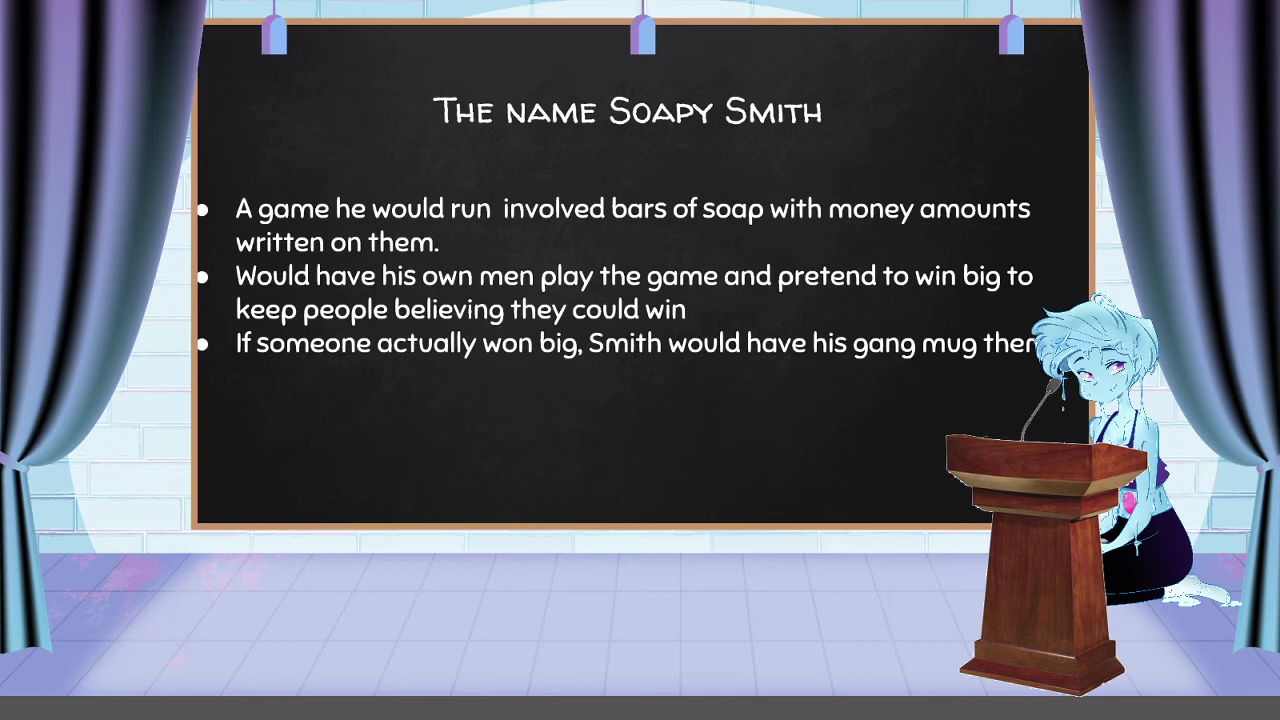 The name Soapy Smith
● A game he would run  involved bars of soap with money amounts
written on them.
● Would have his own men play the game and pretend to win big to
keep people believing they could win
● If someone actually won big, Smith would have his gang mug